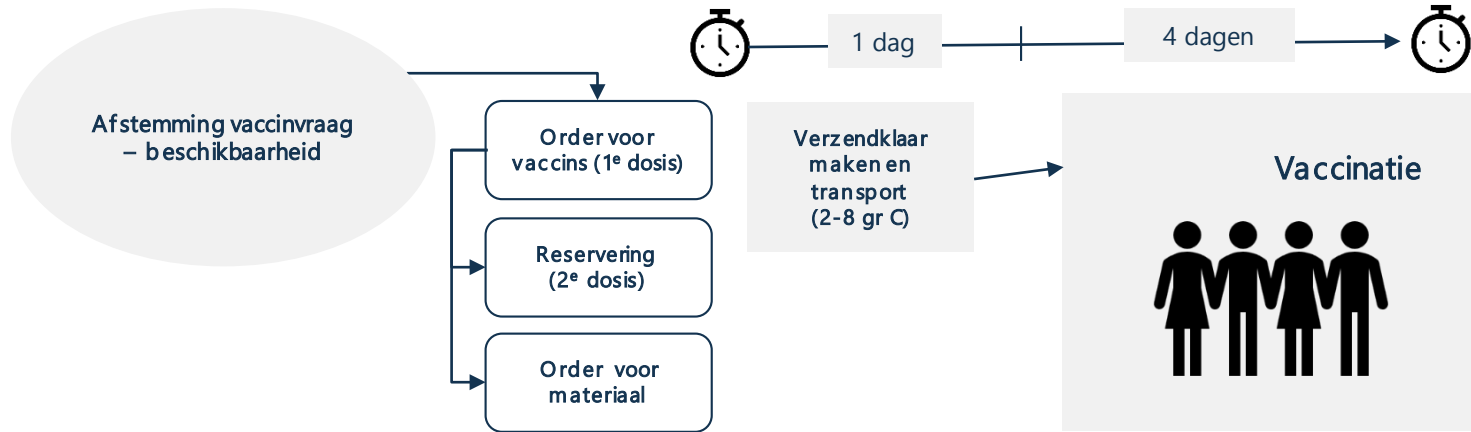 Afstemming vaccinvraag
– beschikbaarheid
Order voor
vaccins (1e dosis)
Reservering
(2e dosis)
Order voor
materiaal
1 dag
4 dagen
Verzendklaar
maken en
transport
(2-8 gr C)
Vaccinatie